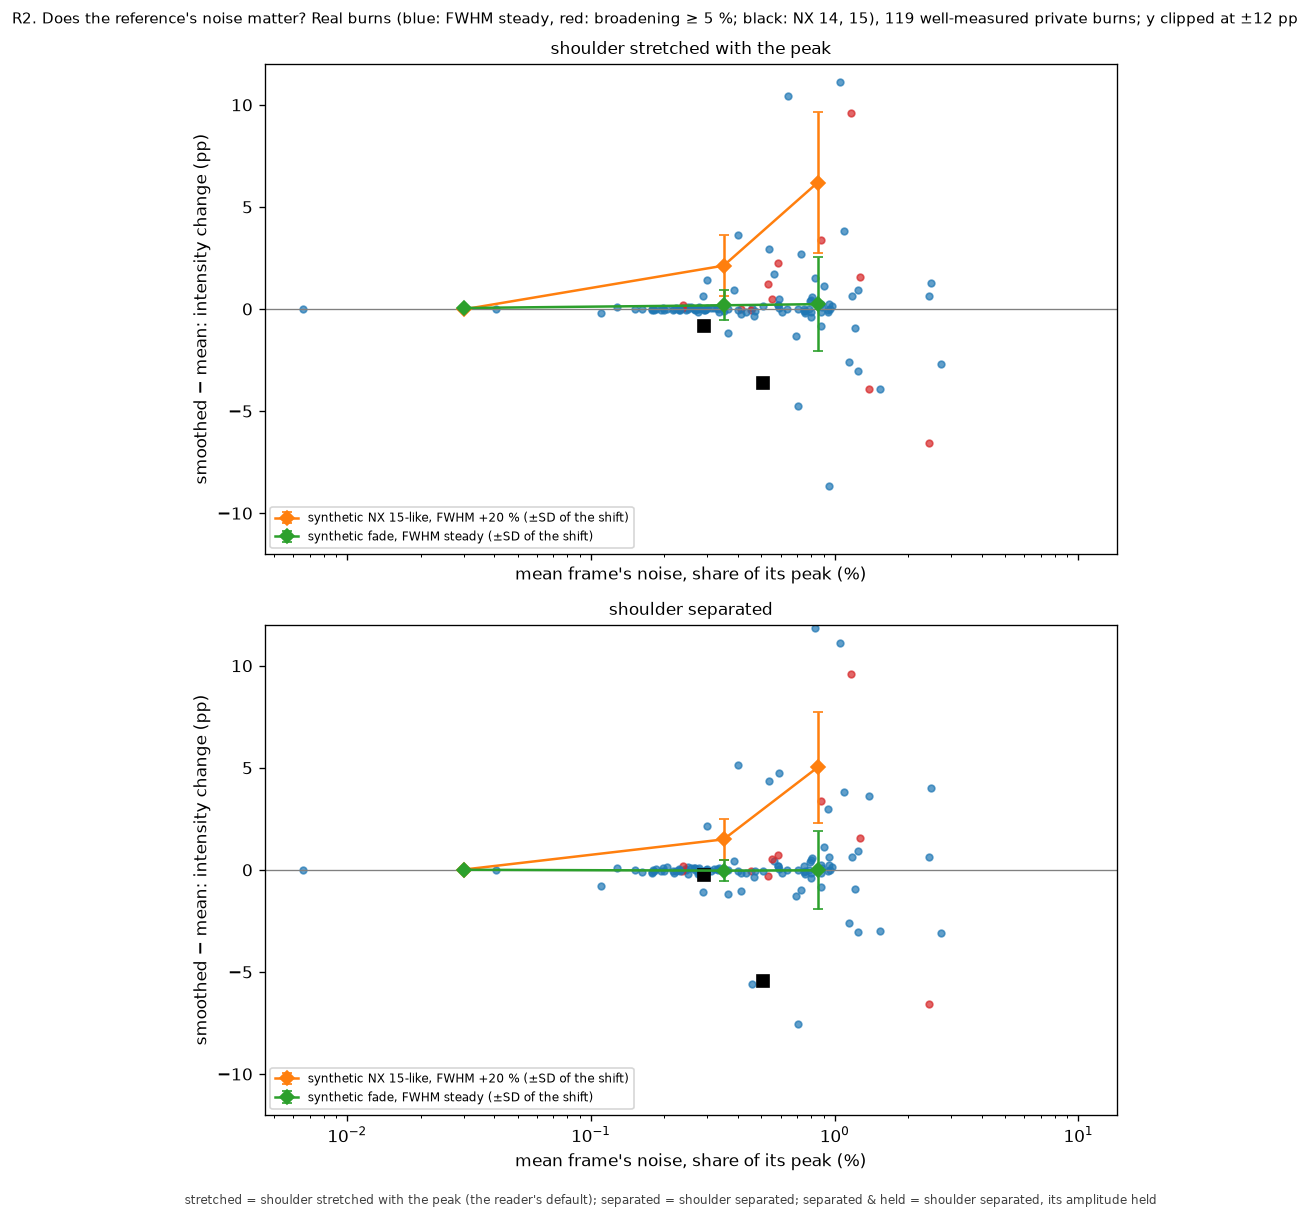 R2. Does the reference's noise matter? Real burns (blue: FWHM steady, red: broadening ≥ 5 %; black: NX 14, 15), 119 well-measured private burns; y clipped at ±12 pp
shoulder stretched with the peak
smoothed − mean: intensity change (pp)
10
5
0
−5
−10
synthetic NX 15-like, FWHM +20 % (±SD of the shift)
synthetic fade, FWHM steady (±SD of the shift)
mean frame's noise, share of its peak (%)
shoulder separated
smoothed − mean: intensity change (pp)
10
5
0
−5
−10
synthetic NX 15-like, FWHM +20 % (±SD of the shift)
synthetic fade, FWHM steady (±SD of the shift)
10⁻² 10⁻¹ 10⁰ 10¹
mean frame's noise, share of its peak (%)
stretched = shoulder stretched with the peak (the reader's default); separated = shoulder separated; separated & held = shoulder separated, its amplitude held